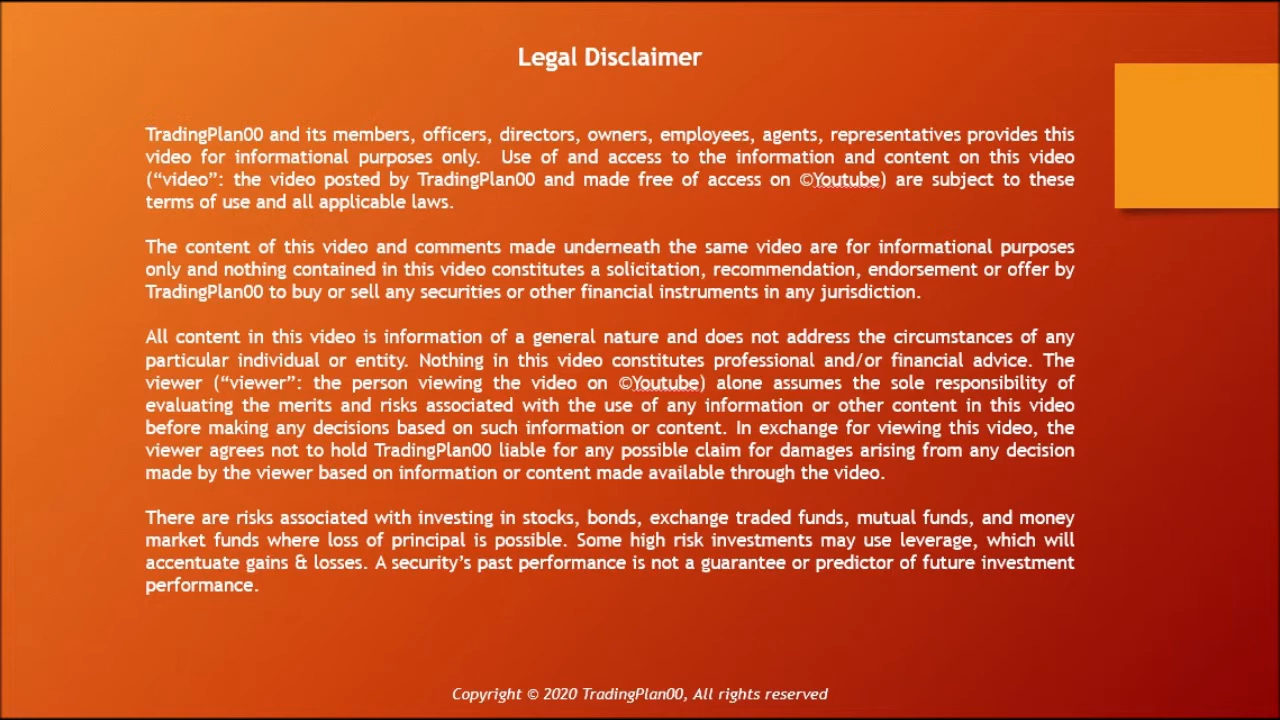 Legal Disclaimer
TradingPlan00 and its members, officers, directors, owners, employees, agents, representatives provides this
video for informational purposes only.  Use of and access to the information and content on this video
(“video”: the video posted by TradingPlan00 and made free of access on ©Youtube) are subject to these
terms of use and all applicable laws.
The content of this video and comments made underneath the same video are for informational purposes
only and nothing contained in this video constitutes a solicitation, recommendation, endorsement or offer by
TradingPlan00 to buy or sell any securities or other financial instruments in any jurisdiction.
All content in this video is information of a general nature and does not address the circumstances of any
particular individual or entity. Nothing in this video constitutes professional and/or financial advice. The
viewer (“viewer”: the person viewing the video on ©Youtube) alone assumes the sole responsibility of
evaluating the merits and risks associated with the use of any information or other content in this video
before making any decisions based on such information or content. In exchange for viewing this video, the
viewer agrees not to hold TradingPlan00 liable for any possible claim for damages arising from any decision
made by the viewer based on information or content made available through the video.
There are risks associated with investing in stocks, bonds, exchange traded funds, mutual funds, and money
market funds where loss of principal is possible. Some high risk investments may use leverage, which will
accentuate gains & losses. A security’s past performance is not a guarantee or predictor of future investment
performance.
Copyright © 2020 TradingPlan00, All rights reserved